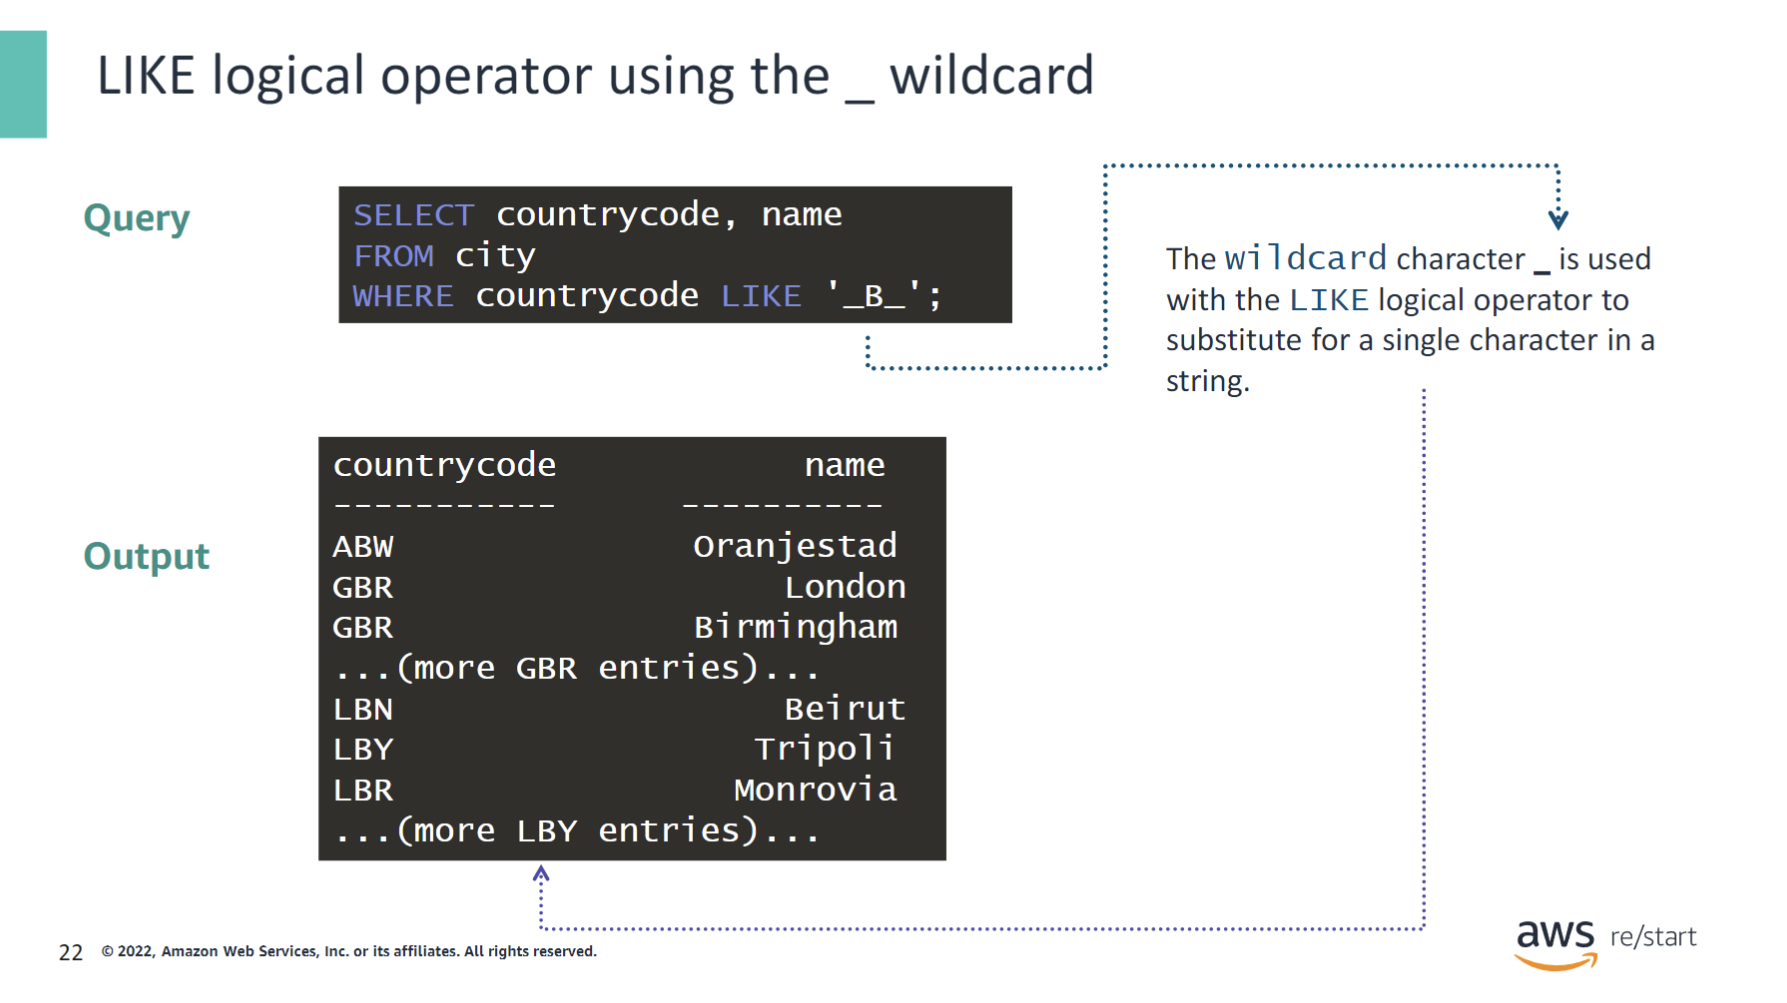 LIKE logical operator using the _ wildcard
Query
SELECT countrycode, name
FROM city
WHERE countrycode LIKE '_B_';
The wildcard character _ is used
with the LIKE logical operator to
substitute for a single character in a
string.
Output
countrycode name
----------- ----------
ABW Oranjestad
GBR London
GBR Birmingham
...(more GBR entries)...
LBN Beirut
LBY Tripoli
LBR Monrovia
...(more LBY entries)...
22 © 2022, Amazon Web Services, Inc. or its affiliates. All rights reserved.
aws re/start